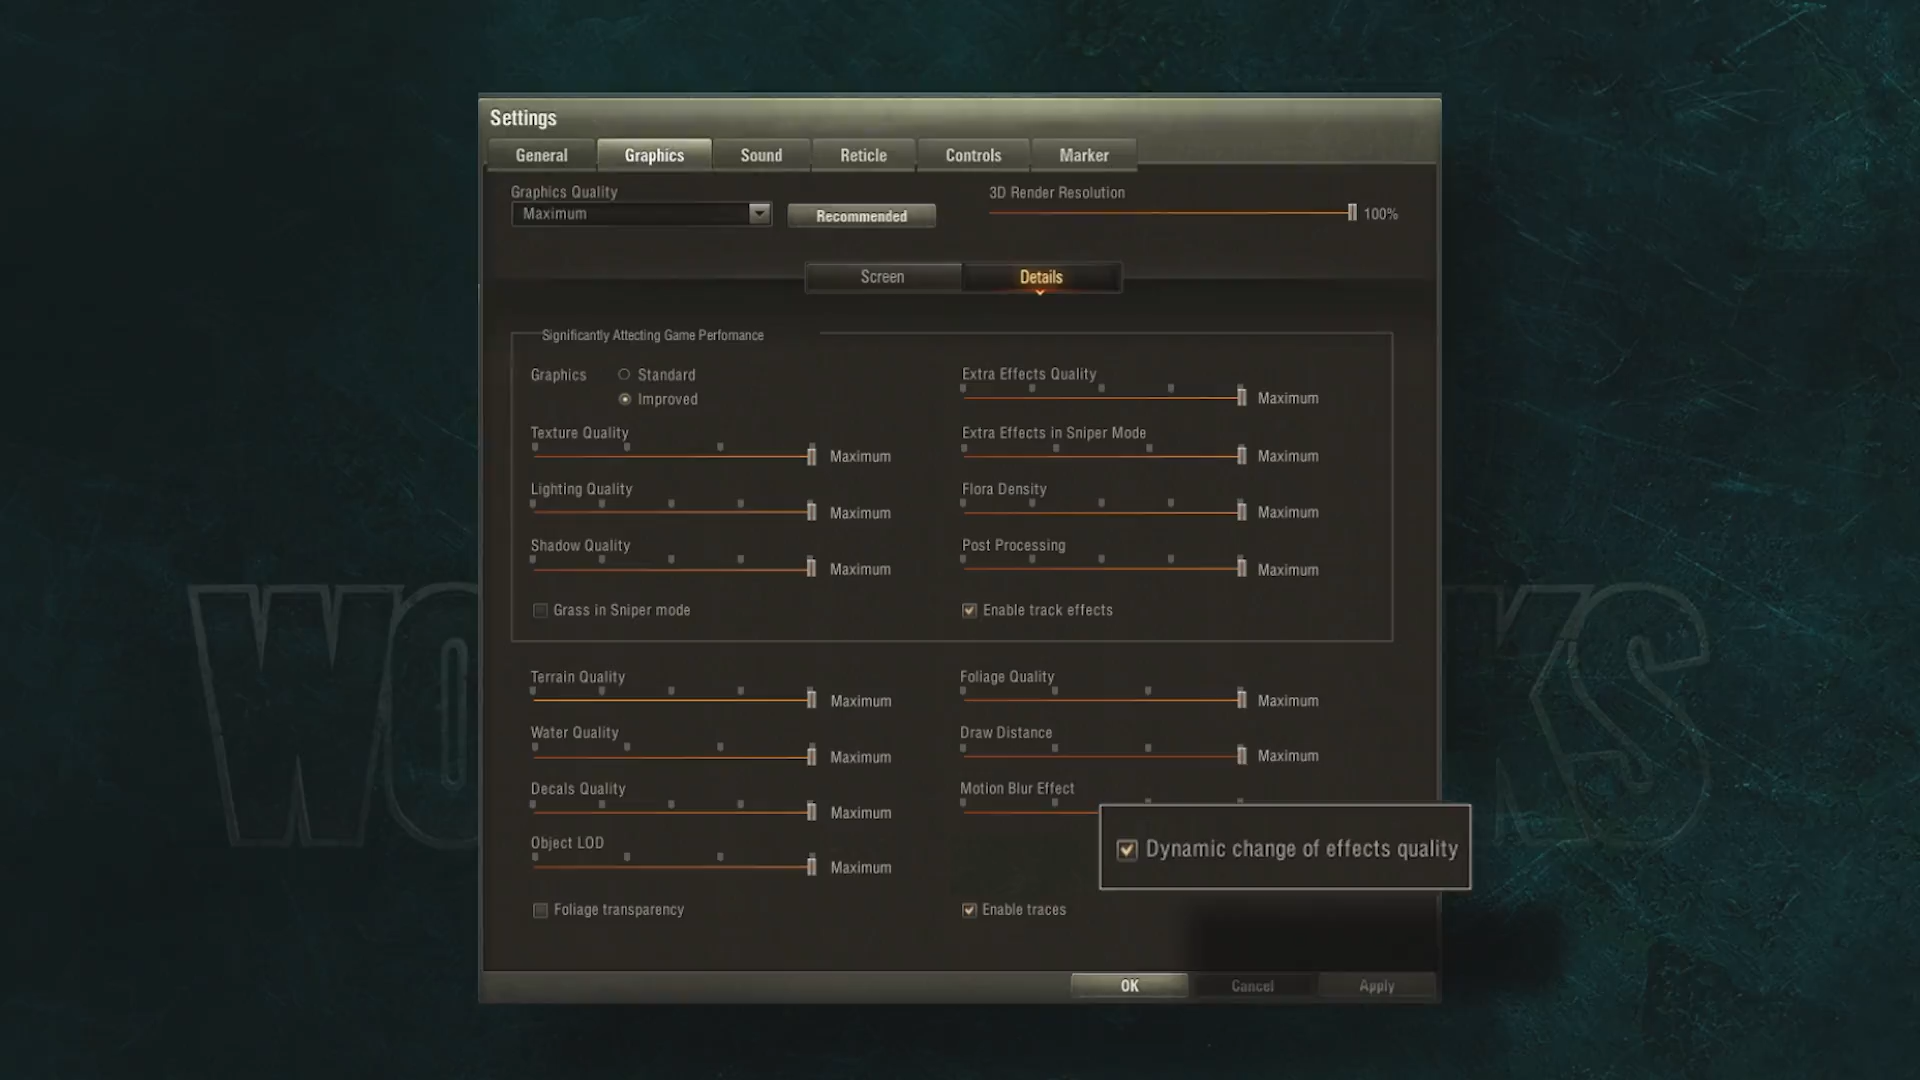 Settings
General Graphics Sound Reticle Controls Marker
Graphics Quality
Maximum
Recommended
3D Render Resolution
100%
Screen Details
Significantly Affecting Game Perfomance
Graphics Standard
Improved
Texture Quality
Maximum
Lighting Quality
Maximum
Shadow Quality
Maximum
Grass in Sniper mode
Extra Effects Quality
Maximum
Extra Effects in Sniper Mode
Maximum
Flora Density
Maximum
Post Processing
Maximum
Enable track effects
Terrain Quality
Maximum
Water Quality
Maximum
Decals Quality
Maximum
Object LOD
Maximum
Foliage transparency
Foliage Quality
Maximum
Draw Distance
Maximum
Motion Blur Effect
Dynamic change of effects quality
Enable traces
OK Cancel Apply